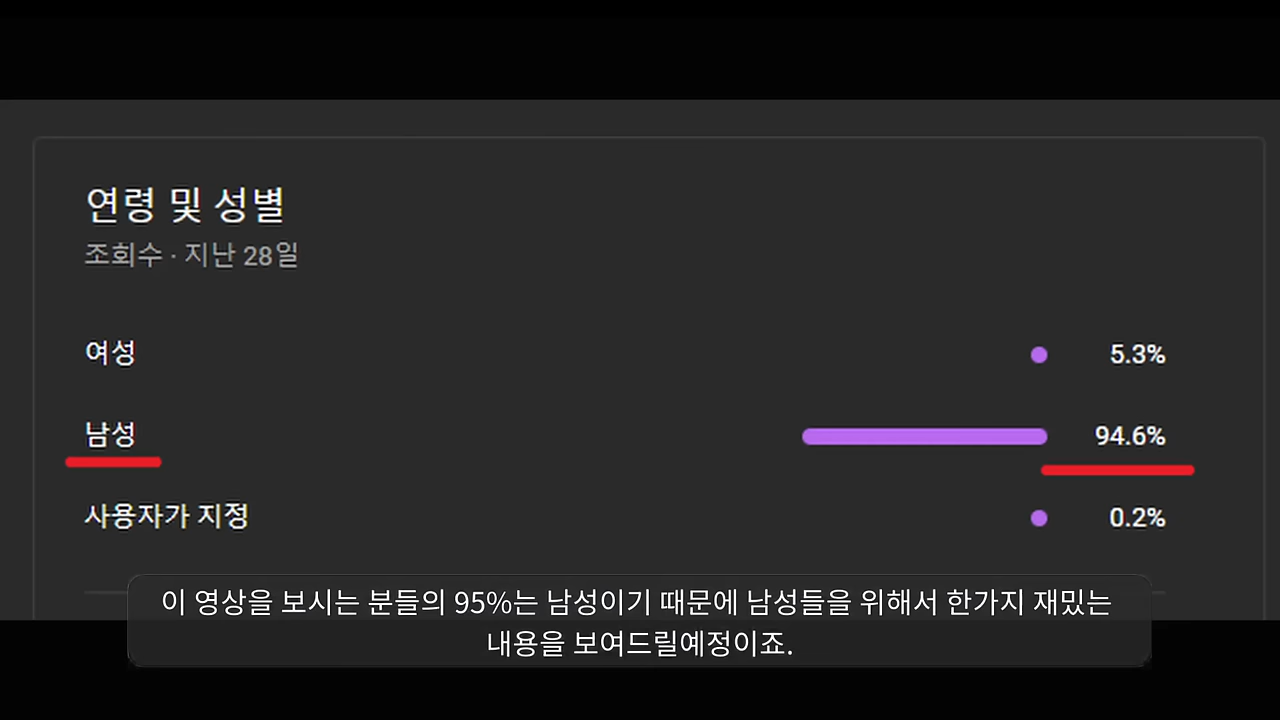 연령 및 성별
조회수 · 지난 28일
여성 5.3%
남성 94.6%
사용자가 지정 0.2%
이 영상을 보시는 분들의 95%는 남성이기 때문에 남성들을 위해서 한가지 재밌는
내용을 보여드릴예정이죠.